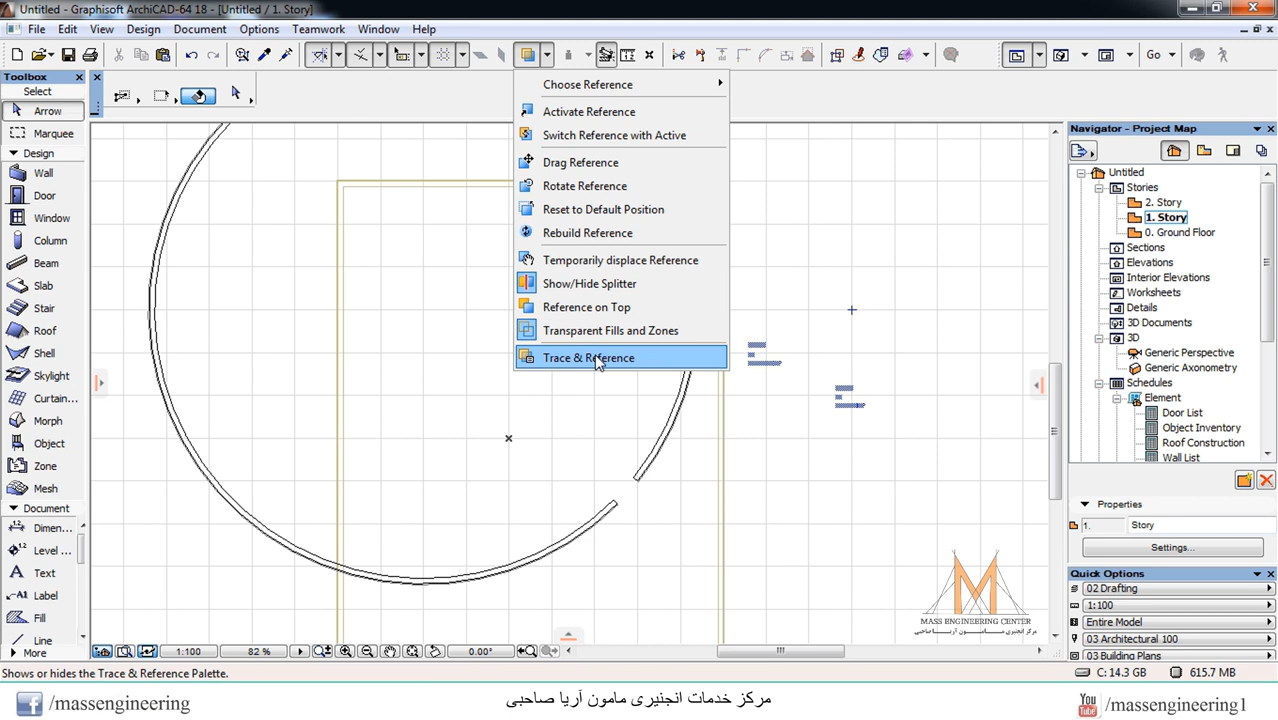 Untitled - Graphisoft ArchiCAD-64 18 - [Untitled / 1. Story]
File Edit View Design Document Options Teamwork Window Help
Go
Toolbox
Select
Arrow
Marquee
Design
Wall
Door
Window
Column
Beam
Slab
Stair
Roof
Shell
Skylight
Curtain...
Morph
Object
Zone
Mesh
Document
Dimen...
Level ...
Text
Label
Fill
Line
More
Choose Reference
Activate Reference
Switch Reference with Active
Drag Reference
Rotate Reference
Reset to Default Position
Rebuild Reference
Temporarily displace Reference
Show/Hide Splitter
Reference on Top
Transparent Fills and Zones
Trace & Reference
Navigator - Project Map
Untitled
Stories
2. Story
1. Story
0. Ground Floor
Sections
Elevations
Interior Elevations
Worksheets
Details
3D Documents
3D
Generic Perspective
Generic Axonometry
Schedules
Element
Door List
Object Inventory
Roof Construction
Wall List
Properties
1. Story
Settings...
Quick Options
02 Drafting
1:100
Entire Model
03 Architectural 100
03 Building Plans
MASS ENGINEERING CENTER
مرکز انجنیری مامون آریا صاحبی
1:100 82 % 0.00°
Shows or hides the Trace & Reference Palette.
C: 14.3 GB 615.7 MB
/massengineering
مرکز خدمات انجنیری مامون آریا صاحبی
You Tube /massengineering1